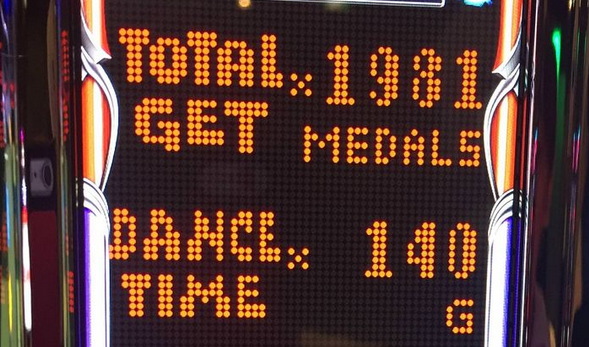 TOTAL x 1981
GET MEDALS
DANCE x 140
TIME G